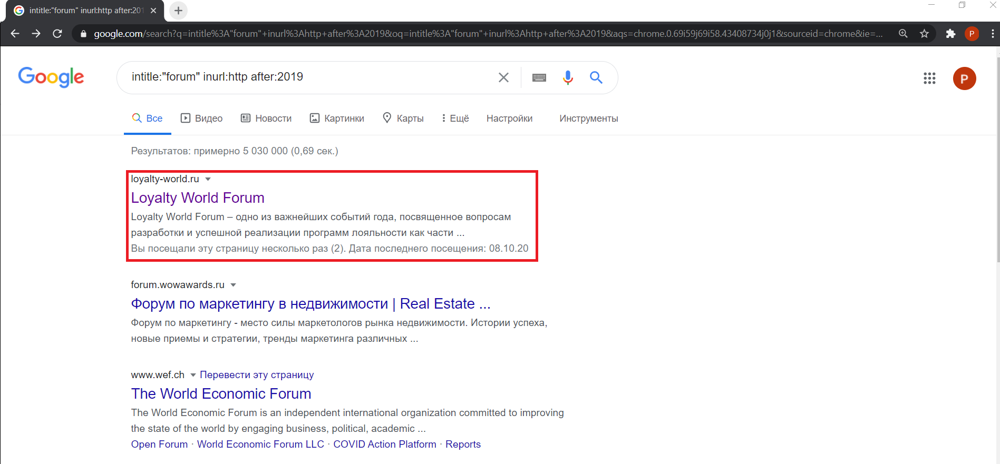 intitle:"forum" inurl:http after:201
google.com/search?q=intitle%3A"forum"+inurl%3Ahttp+after%3A2019&oq=intitle%3A"forum"+inurl%3Ahttp+after%3A2019&aqs=chrome.0.69i59j69i58.43408734j0j1&sourceid=chrome&ie=...
P
Google
intitle:"forum" inurl:http after:2019
P
Все Видео Новости Картинки Карты Ещё Настройки Инструменты
Результатов: примерно 5 030 000 (0,69 сек.)
loyalty-world.ru
Loyalty World Forum
Loyalty World Forum – одно из важнейших событий года, посвященное вопросам
разработки и успешной реализации программ лояльности как части ...
Вы посещали эту страницу несколько раз (2). Дата последнего посещения: 08.10.20
forum.wowawards.ru
Форум по маркетингу в недвижимости | Real Estate ...
Форум по маркетингу - место силы маркетологов рынка недвижимости. Истории успеха,
новые приемы и стратегии, тренды маркетинга различных ...
www.wef.ch Перевести эту страницу
The World Economic Forum
The World Economic Forum is an independent international organization committed to improving
the state of the world by engaging business, political, academic ...
Open Forum · World Economic Forum LLC · COVID Action Platform · Reports